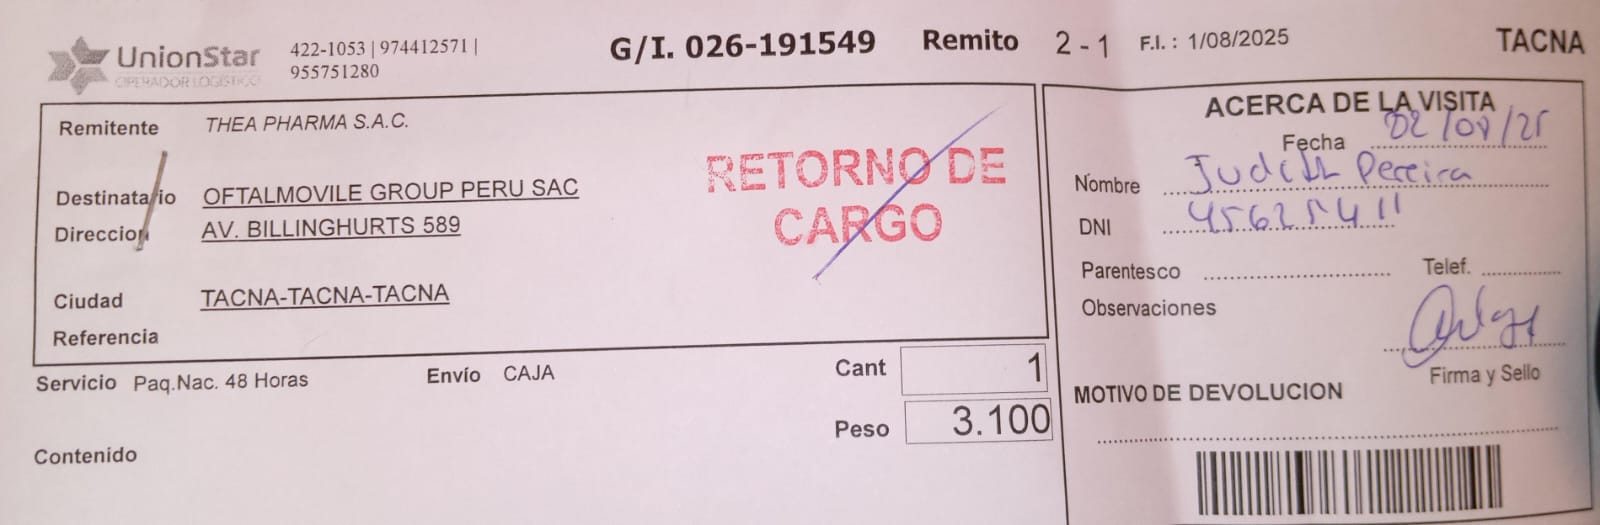 UnionStar
OPERADOR LOGISTICO
422-1053 | 974412571 |
955751280
G/I. 026-191549 Remito 2-1 F.I. : 1/08/2025 TACNA
Remitente THEA PHARMA S.A.C.
Destinatario OFTALMOVILE GROUP PERU SAC
Direccion AV. BILLINGHURTS 589
Ciudad TACNA-TACNA-TACNA
Referencia
RETORNO DE
CARGO
Servicio Paq.Nac. 48 Horas Envío CAJA
Cant 1
Peso 3.100
Contenido
ACERCA DE LA VISITA
Fecha 02/08/25
Nombre Judith Pereira
DNI 45625411
Parentesco Telef.
Observaciones
Firma y Sello
MOTIVO DE DEVOLUCION